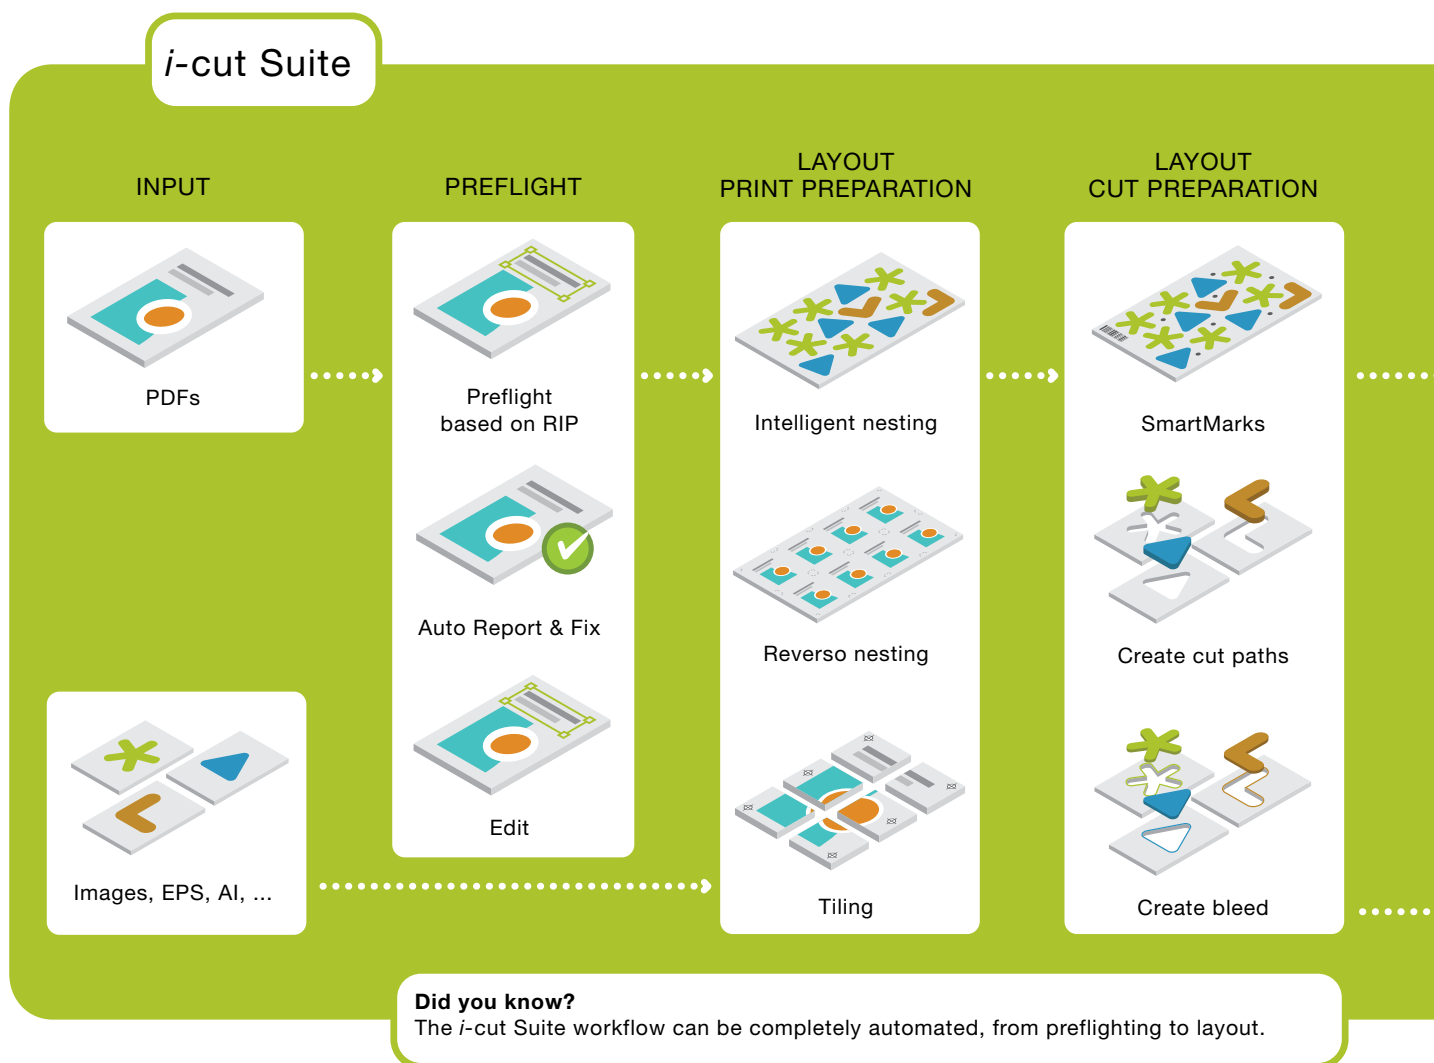 i-cut Suite
INPUT
PDFs
Images, EPS, AI, ...
PREFLIGHT
Preflight
based on RIP
Auto Report & Fix
Edit
LAYOUT
PRINT PREPARATION
Intelligent nesting
Reverso nesting
Tiling
LAYOUT
CUT PREPARATION
SmartMarks
Create cut paths
Create bleed
Did you know?
The i-cut Suite workflow can be completely automated, from preflighting to layout.